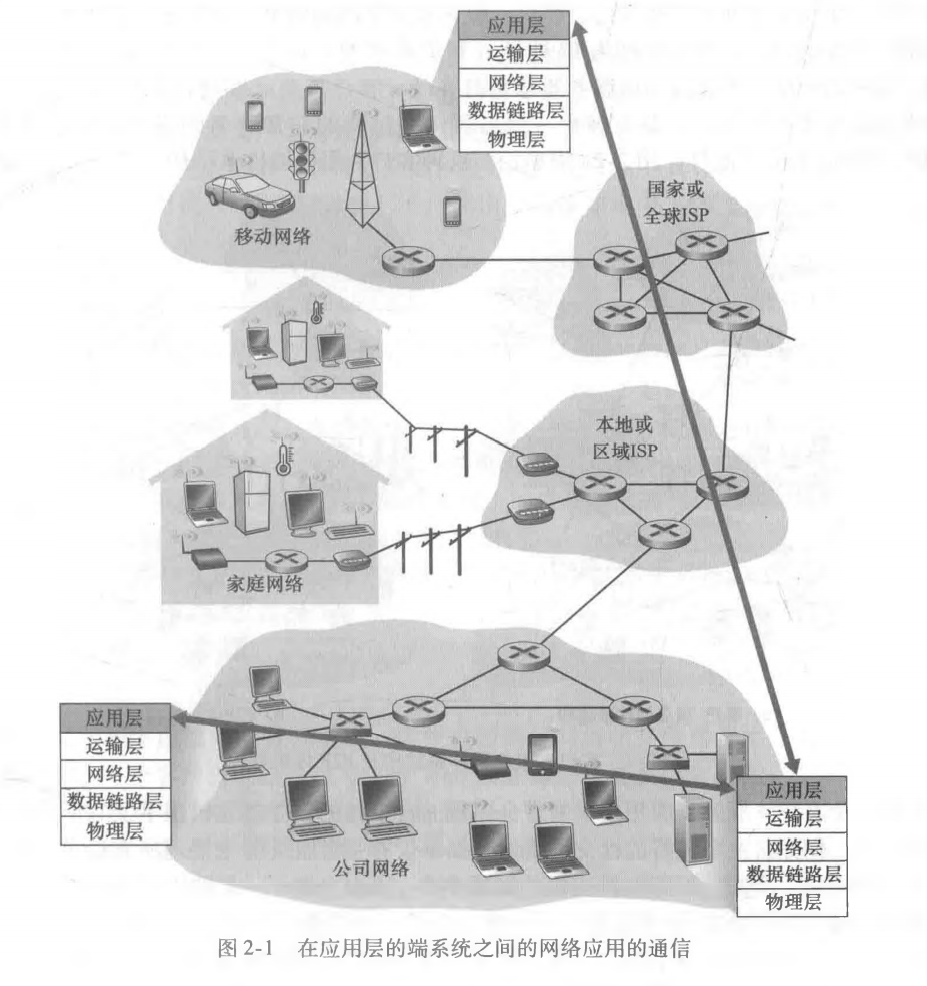 应用层
运输层
网络层
数据链路层
物理层
国家或
全球ISP
移动网络
本地或
区域ISP
家庭网络
应用层
运输层
网络层
数据链路层
物理层
应用层
运输层
网络层
数据链路层
物理层
公司网络
图 2-1 在应用层的端系统之间的网络应用的通信